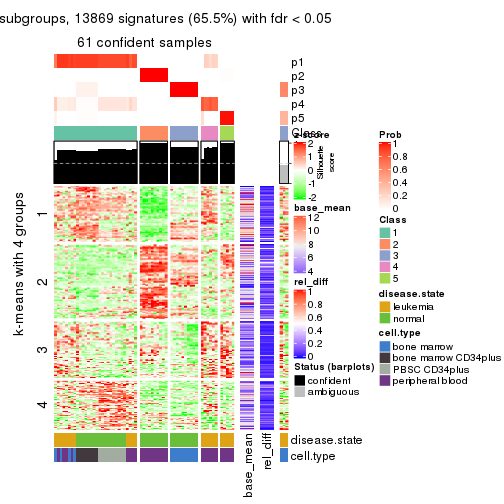 subgroups, 13869 signatures (65.5%) with fdr < 0.05
61 confident samples
p1
p2
p3
p4
p5
Class
1
2
3
4
k-means with 4 groups
disease.state
cell.type
base_mean
rel_diff
z-score
2
1
0
-1
-2
Silhouette
score
base_mean
12
10
8
6
4
rel_diff
1
0.8
0.6
0.4
0.2
0
Status (barplots)
confident
ambiguous
Prob
1
0.8
0.6
0.4
0.2
0
Class
1
2
3
4
5
disease.state
leukemia
normal
cell.type
bone marrow
bone marrow CD34plus
PBSC CD34plus
peripheral blood